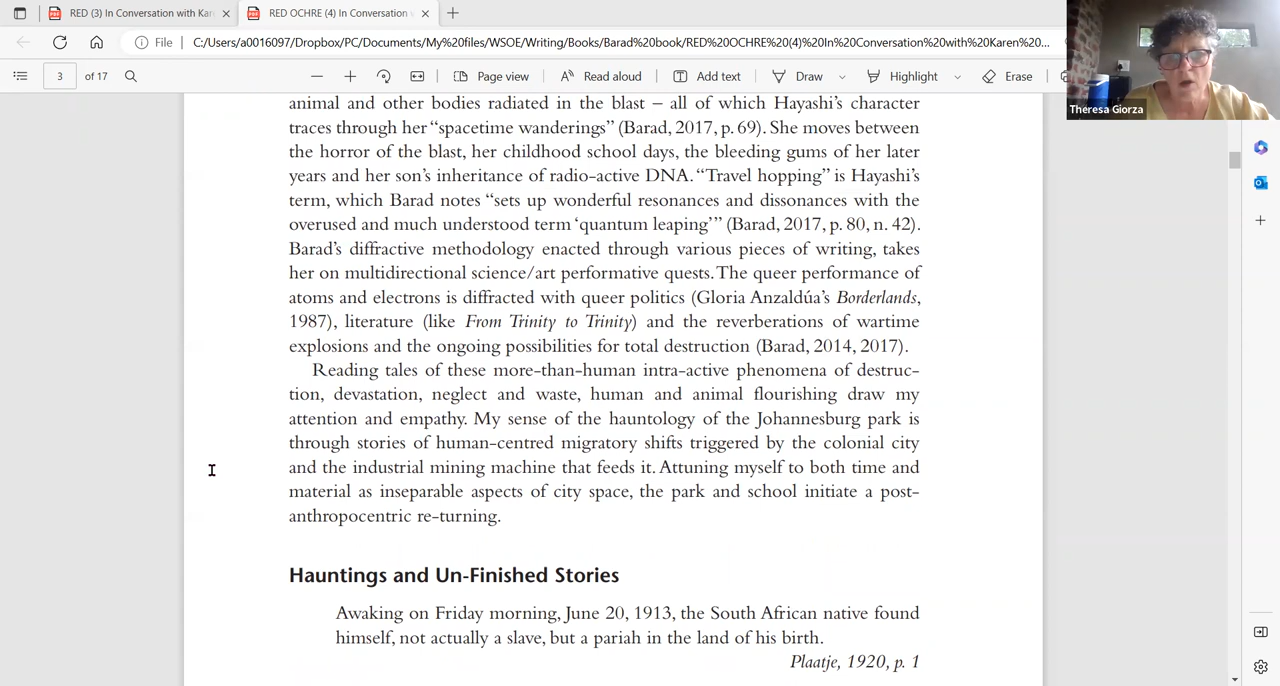 RED (3) In Conversation with Kar
RED OCHRE (4) In Conversation
File
C:/Users/a0016097/Dropbox/PC/Documents/My%20files/WSOE/Writing/Books/Barad%20book/RED%20OCHRE%20(4)%20In%20Conversation%20with%20Karen%20...
3 of 17
Page view
Read aloud
Add text
Draw
Highlight
Erase
Theresa Giorza
animal and other bodies radiated in the blast – all of which Hayashi's character
traces through her “spacetime wanderings” (Barad, 2017, p. 69). She moves between
the horror of the blast, her childhood school days, the bleeding gums of her later
years and her son's inheritance of radio-active DNA. “Travel hopping” is Hayashi's
term, which Barad notes “sets up wonderful resonances and dissonances with the
overused and much understood term ‘quantum leaping’” (Barad, 2017, p. 80, n. 42).
Barad's diffractive methodology enacted through various pieces of writing, takes
her on multidirectional science/art performative quests. The queer performance of
atoms and electrons is diffracted with queer politics (Gloria Anzaldúa's Borderlands,
1987), literature (like From Trinity to Trinity) and the reverberations of wartime
explosions and the ongoing possibilities for total destruction (Barad, 2014, 2017).
Reading tales of these more-than-human intra-active phenomena of destruc-
tion, devastation, neglect and waste, human and animal flourishing draw my
attention and empathy. My sense of the hauntology of the Johannesburg park is
through stories of human-centred migratory shifts triggered by the colonial city
and the industrial mining machine that feeds it. Attuning myself to both time and
material as inseparable aspects of city space, the park and school initiate a post-
anthropocentric re-turning.
Hauntings and Un-Finished Stories
Awaking on Friday morning, June 20, 1913, the South African native found
himself, not actually a slave, but a pariah in the land of his birth.
Plaatje, 1920, p. 1